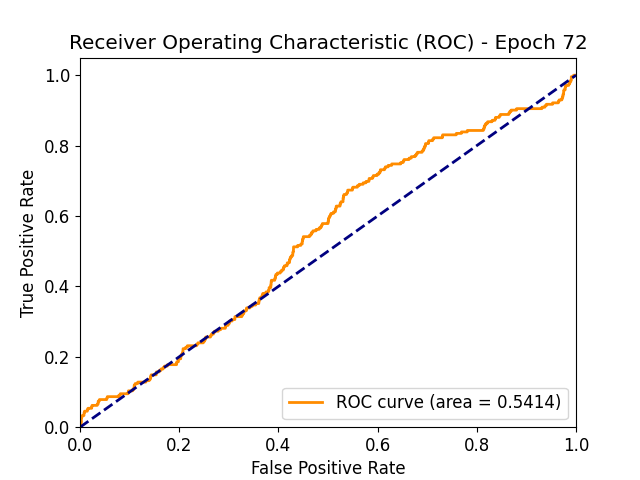 Receiver Operating Characteristic (ROC) - Epoch 72
True Positive Rate
1.0
0.8
0.6
0.4
0.2
0.0
ROC curve (area = 0.5414)
0.0 0.2 0.4 0.6 0.8 1.0
False Positive Rate